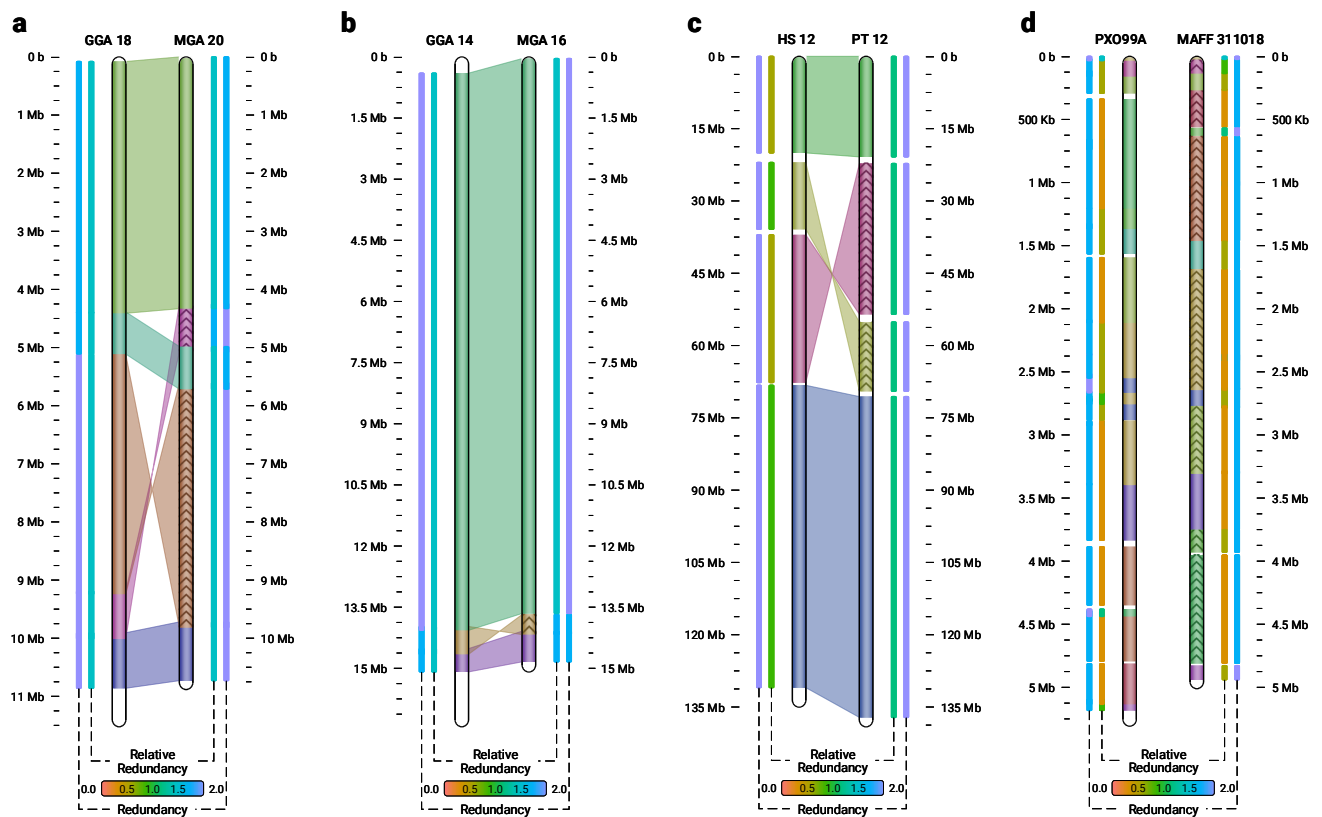 a
GGA 18
MGA 20
0 b
1 Mb
2 Mb
3 Mb
4 Mb
5 Mb
6 Mb
7 Mb
8 Mb
9 Mb
10 Mb
11 Mb
0 b
1 Mb
2 Mb
3 Mb
4 Mb
5 Mb
6 Mb
7 Mb
8 Mb
9 Mb
10 Mb
Relative
Redundancy
0.0 0.5 1.0 1.5 2.0
Redundancy
b
GGA 14
MGA 16
0 b
1.5 Mb
3 Mb
4.5 Mb
6 Mb
7.5 Mb
9 Mb
10.5 Mb
12 Mb
13.5 Mb
15 Mb
0 b
1.5 Mb
3 Mb
4.5 Mb
6 Mb
7.5 Mb
9 Mb
10.5 Mb
12 Mb
13.5 Mb
15 Mb
Relative
Redundancy
0.0 0.5 1.0 1.5 2.0
Redundancy
c
HS 12
PT 12
0 b
15 Mb
30 Mb
45 Mb
60 Mb
75 Mb
90 Mb
105 Mb
120 Mb
135 Mb
0 b
15 Mb
30 Mb
45 Mb
60 Mb
75 Mb
90 Mb
105 Mb
120 Mb
135 Mb
Relative
Redundancy
0.0 0.5 1.0 1.5 2.0
Redundancy
d
PXO99A
MAFF 311018
0 b
500 Kb
1 Mb
1.5 Mb
2 Mb
2.5 Mb
3 Mb
3.5 Mb
4 Mb
4.5 Mb
5 Mb
0 b
500 Kb
1 Mb
1.5 Mb
2 Mb
2.5 Mb
3 Mb
3.5 Mb
4 Mb
4.5 Mb
5 Mb
Relative
Redundancy
0.0 0.5 1.0 1.5 2.0
Redundancy